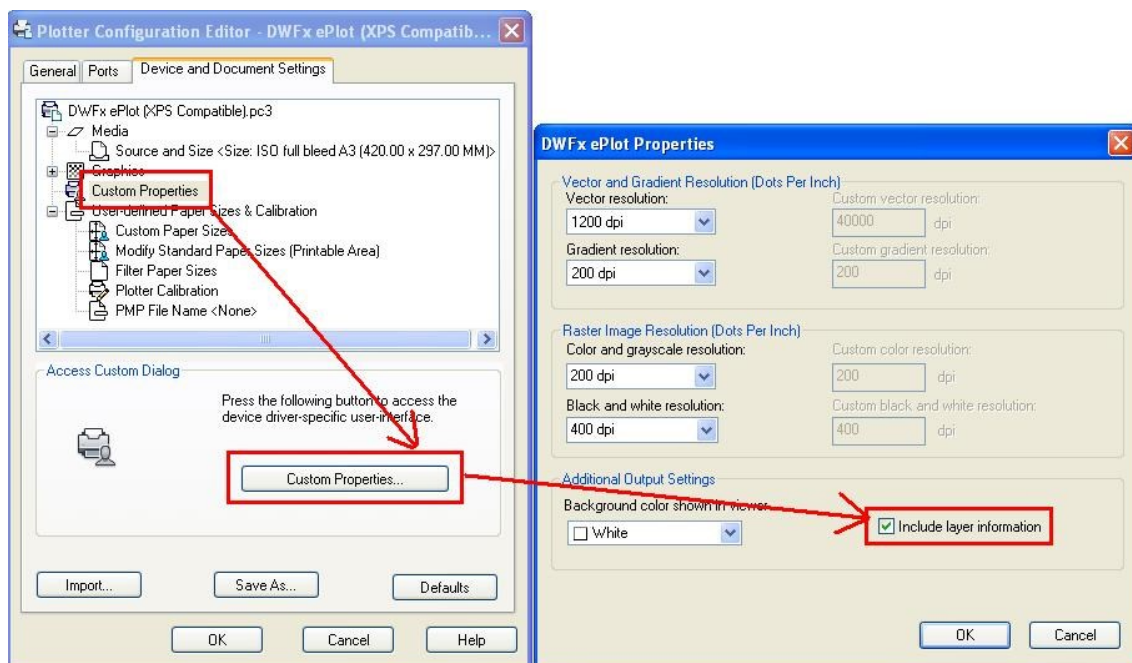 Plotter Configuration Editor - DWFx ePlot (XPS Compatib...
General Ports Device and Document Settings
DWFx ePlot (XPS Compatible).pc3
Media
Source and Size <Size: ISO full bleed A3 (420.00 x 297.00 MM)>
Graphics
Custom Properties
User-defined Paper Sizes & Calibration
Custom Paper Sizes
Modify Standard Paper Sizes (Printable Area)
Filter Paper Sizes
Plotter Calibration
PMP File Name <None>
Access Custom Dialog
Press the following button to access the
device driver-specific user-interface.
Custom Properties...
Import... Save As... Defaults
OK Cancel Help
DWFx ePlot Properties
Vector and Gradient Resolution (Dots Per Inch)
Vector resolution: Custom vector resolution:
1200 dpi 40000 dpi
Gradient resolution: Custom gradient resolution:
200 dpi 200 dpi
Raster Image Resolution (Dots Per Inch)
Color and grayscale resolution: Custom color resolution:
200 dpi 200 dpi
Black and white resolution: Custom black and white resolution:
400 dpi 400 dpi
Additional Output Settings
Background color shown in viewer
White Include layer information
OK Cancel